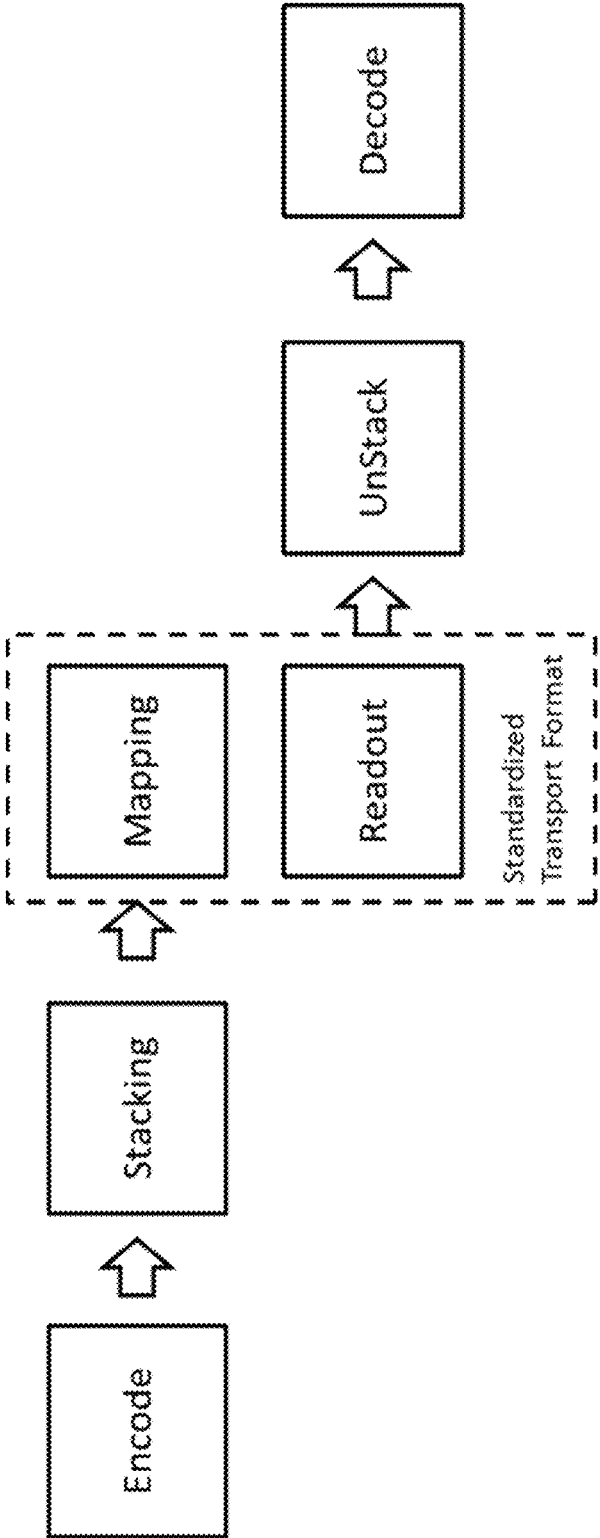 Encode
Stacking
Mapping
Readout
Standardized
Transport Format
UnStack
Decode